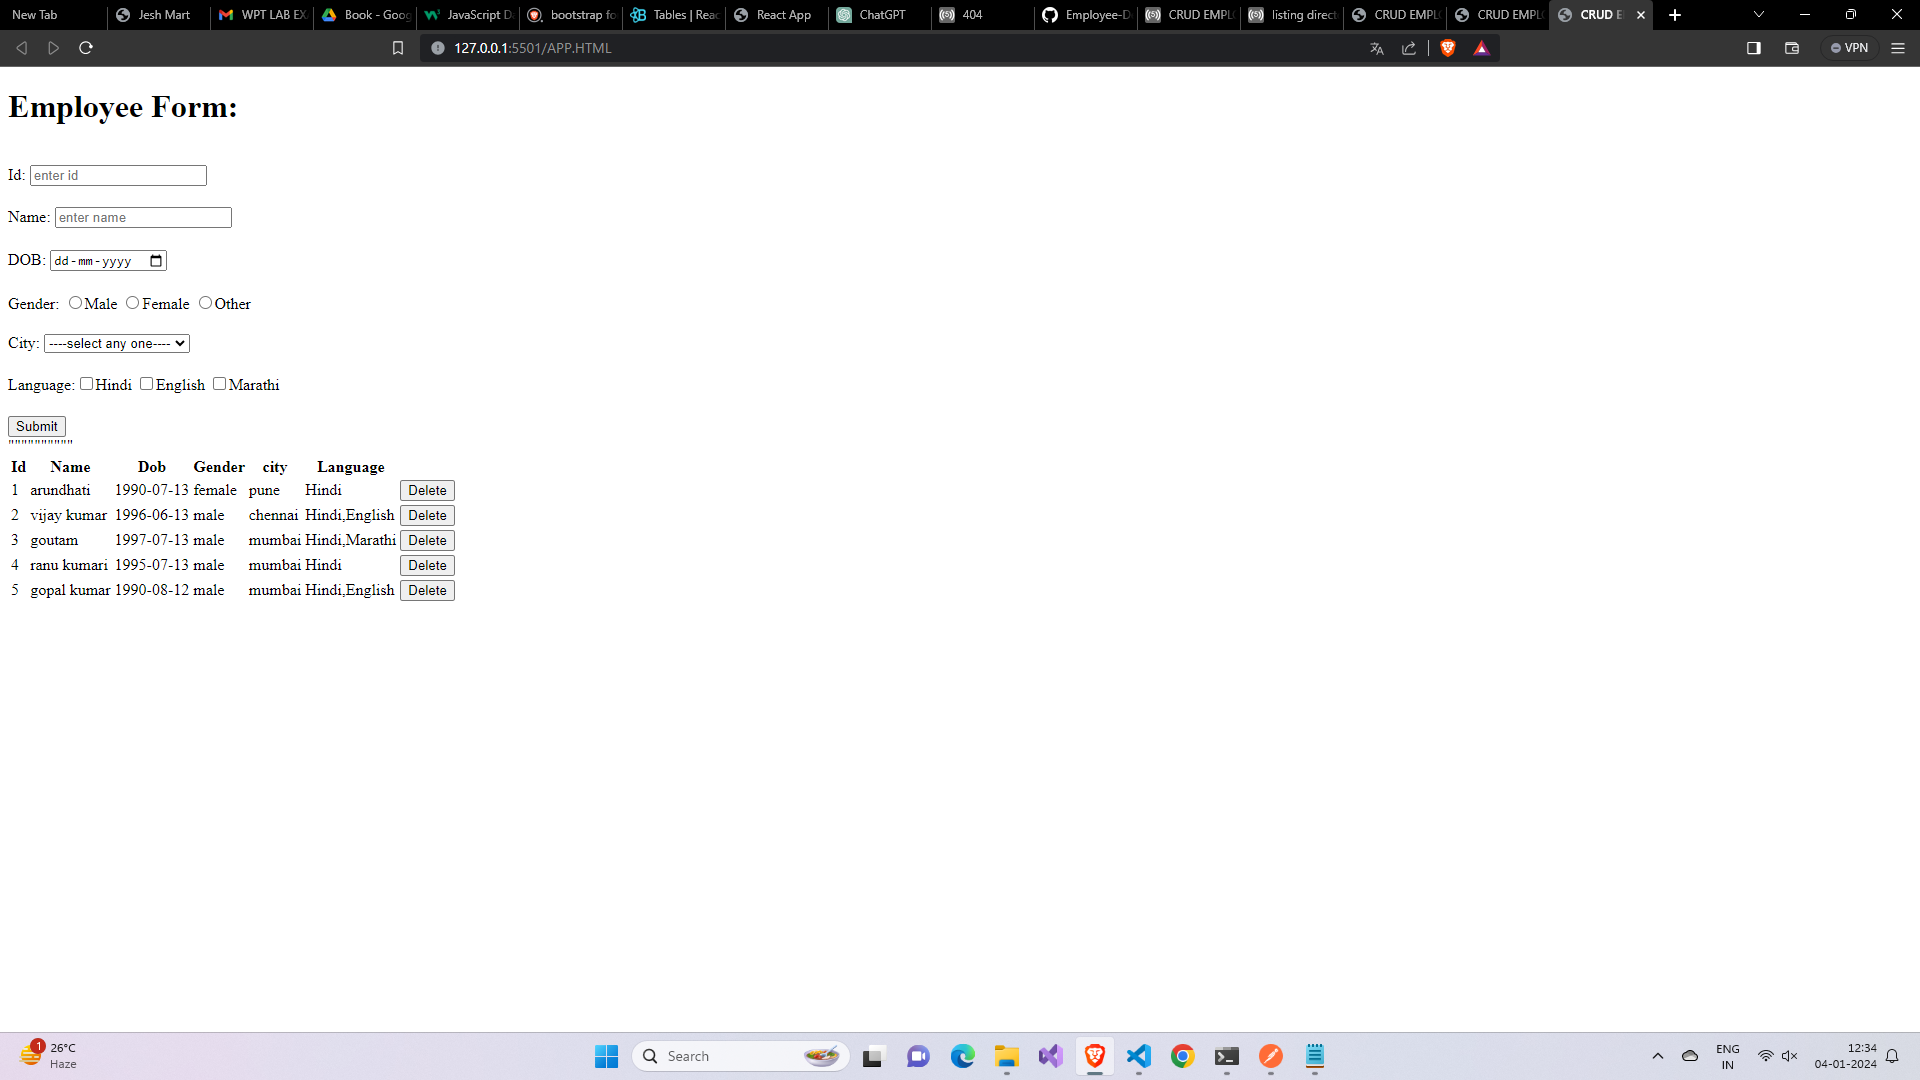 New Tab Jesh Mart WPT LAB EX Book - Goog JavaScript D bootstrap fo Tables | Reac React App ChatGPT 404 Employee-D CRUD EMPL listing direct CRUD EMPL CRUD EMPL CRUD E
127.0.0.1:5501/APP.HTML VPN
Employee Form:
Id: enter id
Name: enter name
DOB: dd-mm-yyyy
Gender: Male Female Other
City: ----select any one----
Language: Hindi English Marathi
Submit
""""""""""
Id Name Dob Gender city Language
1 arundhati 1990-07-13 female pune Hindi Delete
2 vijay kumar 1996-06-13 male chennai Hindi,English Delete
3 goutam 1997-07-13 male mumbai Hindi,Marathi Delete
4 ranu kumari 1995-07-13 male mumbai Hindi Delete
5 gopal kumar 1990-08-12 male mumbai Hindi,English Delete
1 26°C
Haze
Search
ENG
IN
12:34
04-01-2024